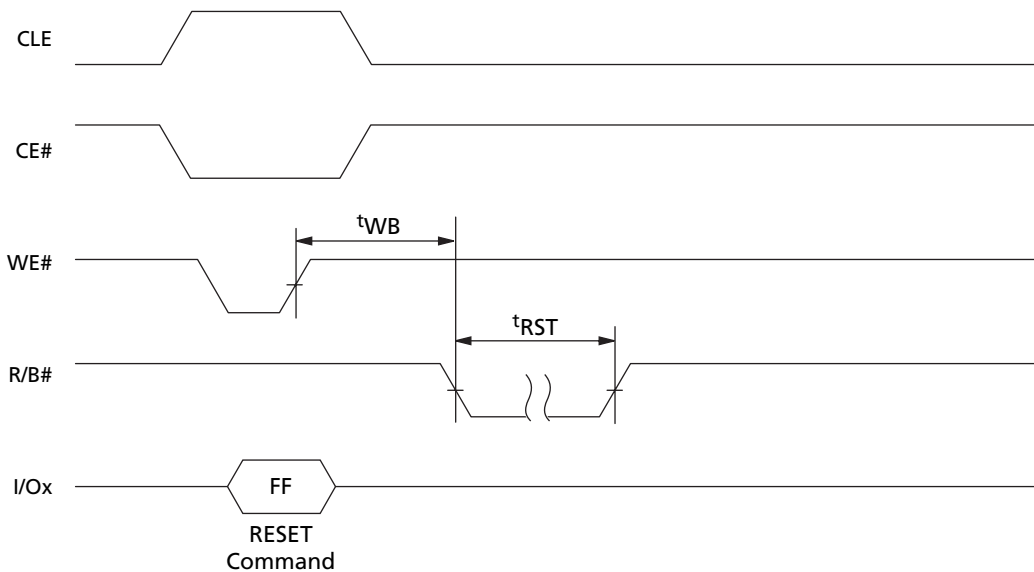 CLE
CE#
tWB
WE#
tRST
R/B#
I/Ox
FF
RESET
Command